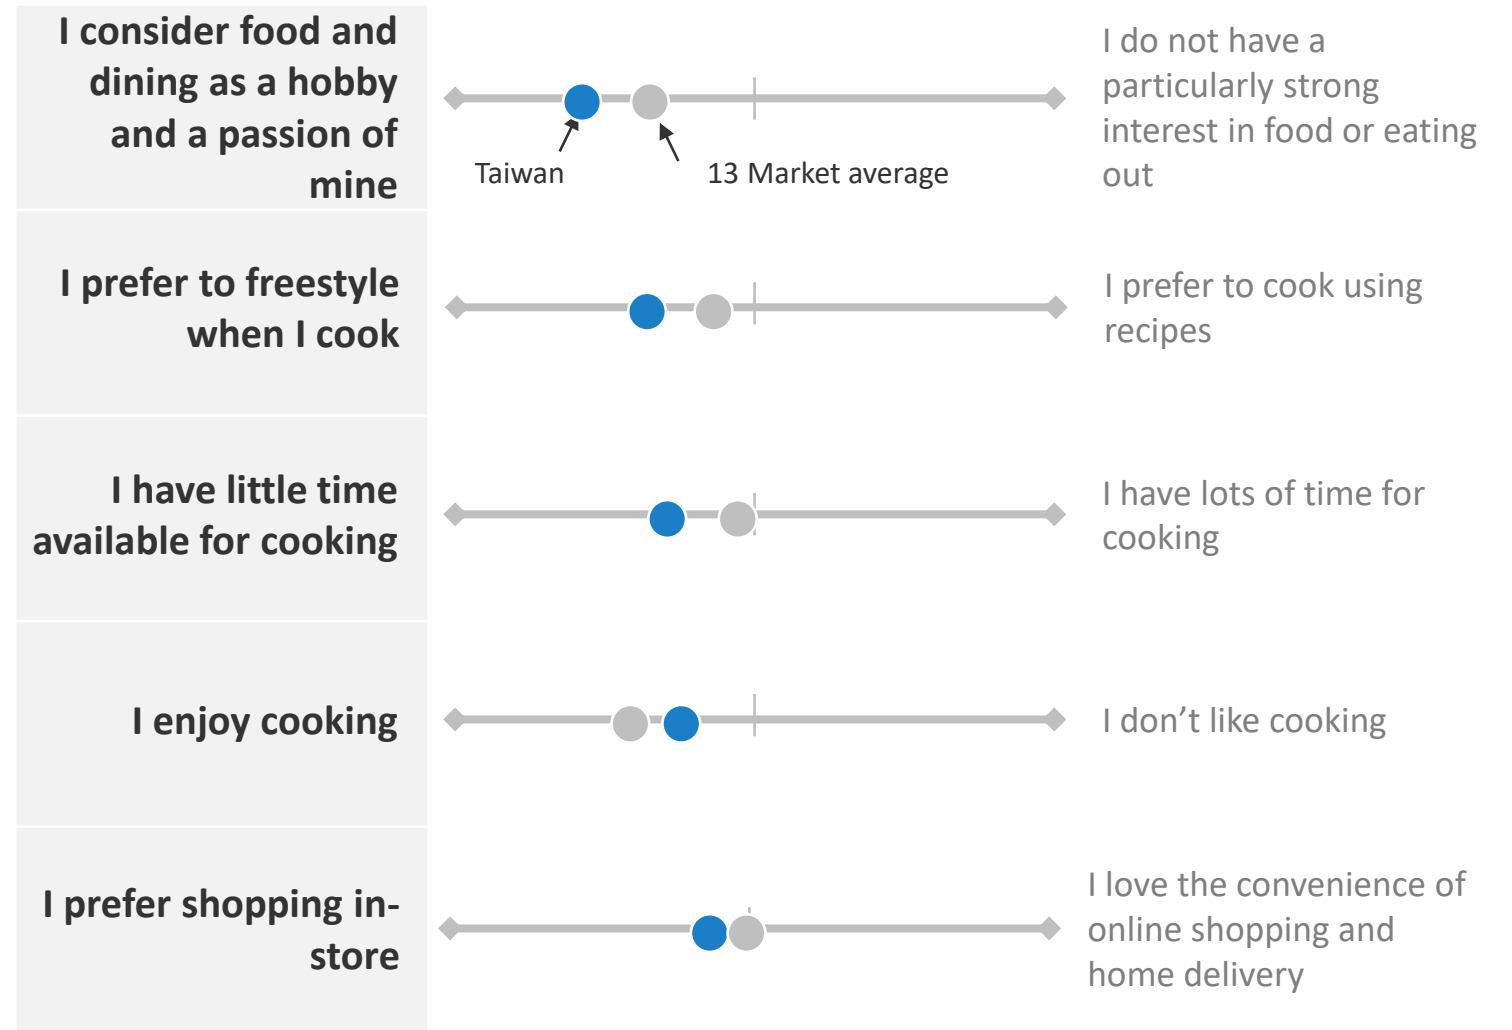 I consider food and
dining as a hobby
and a passion of
mine
I do not have a
particularly strong
interest in food or eating
out
Taiwan
13 Market average
I prefer to freestyle
when I cook
I prefer to cook using
recipes
I have little time
available for cooking
I have lots of time for
cooking
I enjoy cooking
I don’t like cooking
I prefer shopping in-
store
I love the convenience of
online shopping and
home delivery